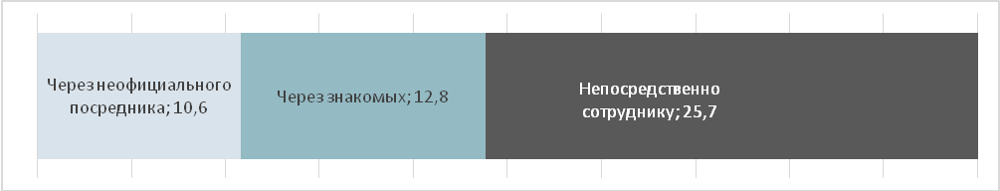 Через неофициального
посредника; 10,6
Через знакомых; 12,8
Непосредственно
сотруднику; 25,7